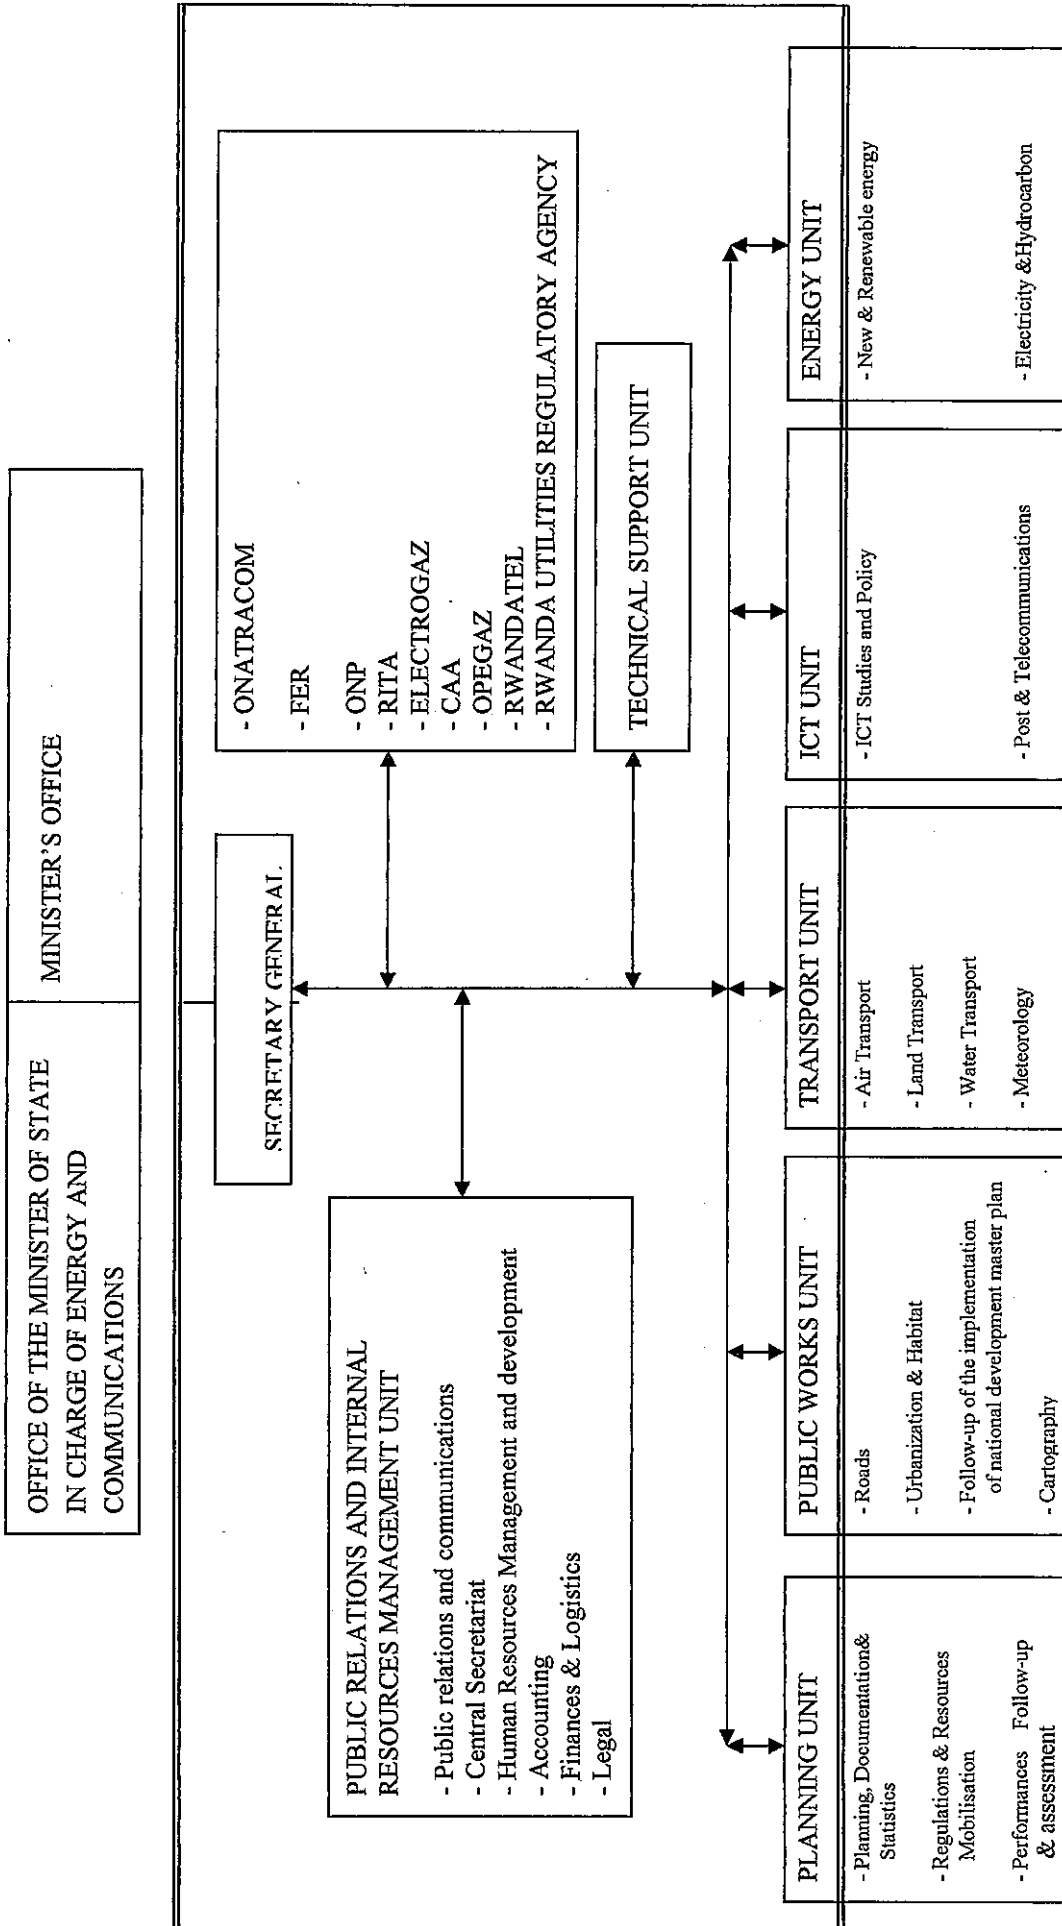 OFFICE OF THE MINISTER OF STATE
IN CHARGE OF ENERGY AND
COMMUNICATIONS
MINISTER'S OFFICE
SECRETARY GENERAL
PUBLIC RELATIONS AND INTERNAL
RESOURCES MANAGEMENT UNIT
- Public relations and communications
- Central Secretariat
- Human Resources Management and development
- Accounting
- Finances & Logistics
- Legal
- ONATRACOM
- FER
- ONP
- RITA
- ELECTROGAZ
- CAA
- OPEGAZ
- RWANDATEL
- RWANDA UTILITIES REGULATORY AGENCY
TECHNICAL SUPPORT UNIT
PLANNING UNIT
- Planning, Documentation&
Statistics
- Regulations & Resources
Mobilisation
- Performances Follow-up
& assessment
PUBLIC WORKS UNIT
- Roads
- Urbanization & Habitat
- Follow-up of the implementation
of national development master plan
- Cartography
TRANSPORT UNIT
- Air Transport
- Land Transport
- Water Transport
- Meteorology
ICT UNIT
- ICT Studies and Policy
- Post & Telecommunications
ENERGY UNIT
- New & Renewable energy
- Electricity &Hydrocarbon